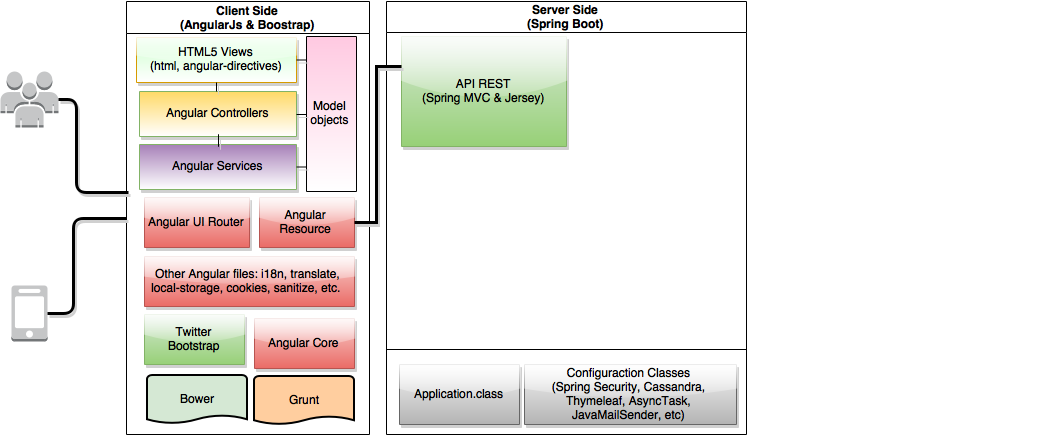 Client Side
(AngularJs & Boostrap)
HTML5 Views
(html, angular-directives)
Angular Controllers
Angular Services
Model
objects
Angular UI Router
Angular
Resource
Other Angular files: i18n, translate,
local-storage, cookies, sanitize, etc.
Twitter
Bootstrap
Angular Core
Bower
Grunt
Server Side
(Spring Boot)
API REST
(Spring MVC & Jersey)
Application.class
Configuraction Classes
(Spring Security, Cassandra,
Thymeleaf, AsyncTask,
JavaMailSender, etc)